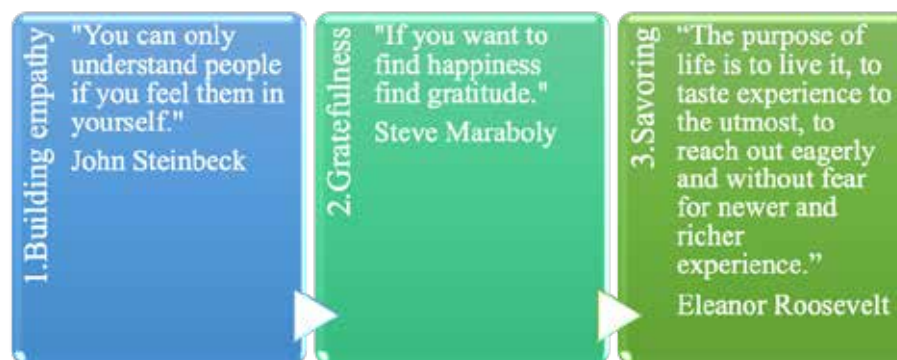 1.Building empathy
"You can only
understand people
if you feel them in
yourself."
John Steinbeck
2.Gratefulness
"If you want to
find happiness
find gratitude."
Steve Maraboly
3.Savoring
“The purpose of
life is to live it, to
taste experience to
the utmost, to
reach out eagerly
and without fear
for newer and
richer
experience.”
Eleanor Roosevelt